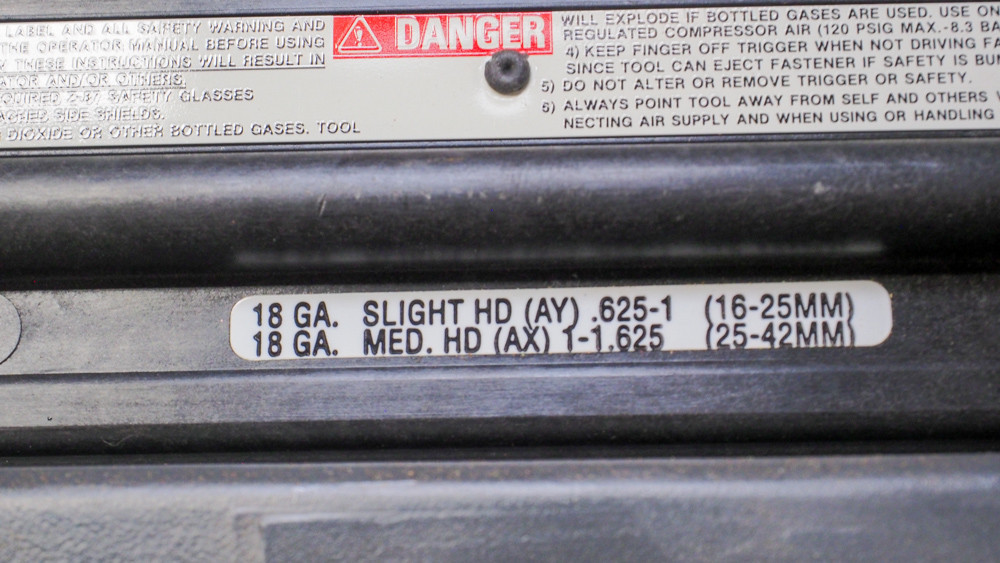 LABEL AND ALL SAFETY WARNING AND
THE OPERATOR MANUAL BEFORE USING
THESE INSTRUCTIONS WILL RESULT IN
AND/OR OTHERS.
Z-87 SAFETY GLASSES
SIDE SHIELDS.
DIOXIDE OR OTHER BOTTLED GASES. TOOL
DANGER
WILL EXPLODE IF BOTTLED GASES ARE USED. USE ON
REGULATED COMPRESSOR AIR (120 PSIG MAX.-8.3 BA
4) KEEP FINGER OFF TRIGGER WHEN NOT DRIVING FA
SINCE TOOL CAN EJECT FASTENER IF SAFETY IS BUM
5) DO NOT ALTER OR REMOVE TRIGGER OR SAFETY.
6) ALWAYS POINT TOOL AWAY FROM SELF AND OTHERS
NECTING AIR SUPPLY AND WHEN USING OR HANDLING
18 GA. SLIGHT HD (AY) .625-1 (16-25MM)
18 GA. MED. HD (AX) 1-1.625 (25-42MM)